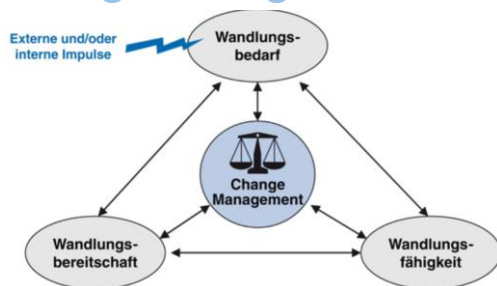 Externe und/oder
interne Impulse
Wandlungs-
bedarf
Change
Management
Wandlungs-
bereitschaft
Wandlungs-
fähigkeit